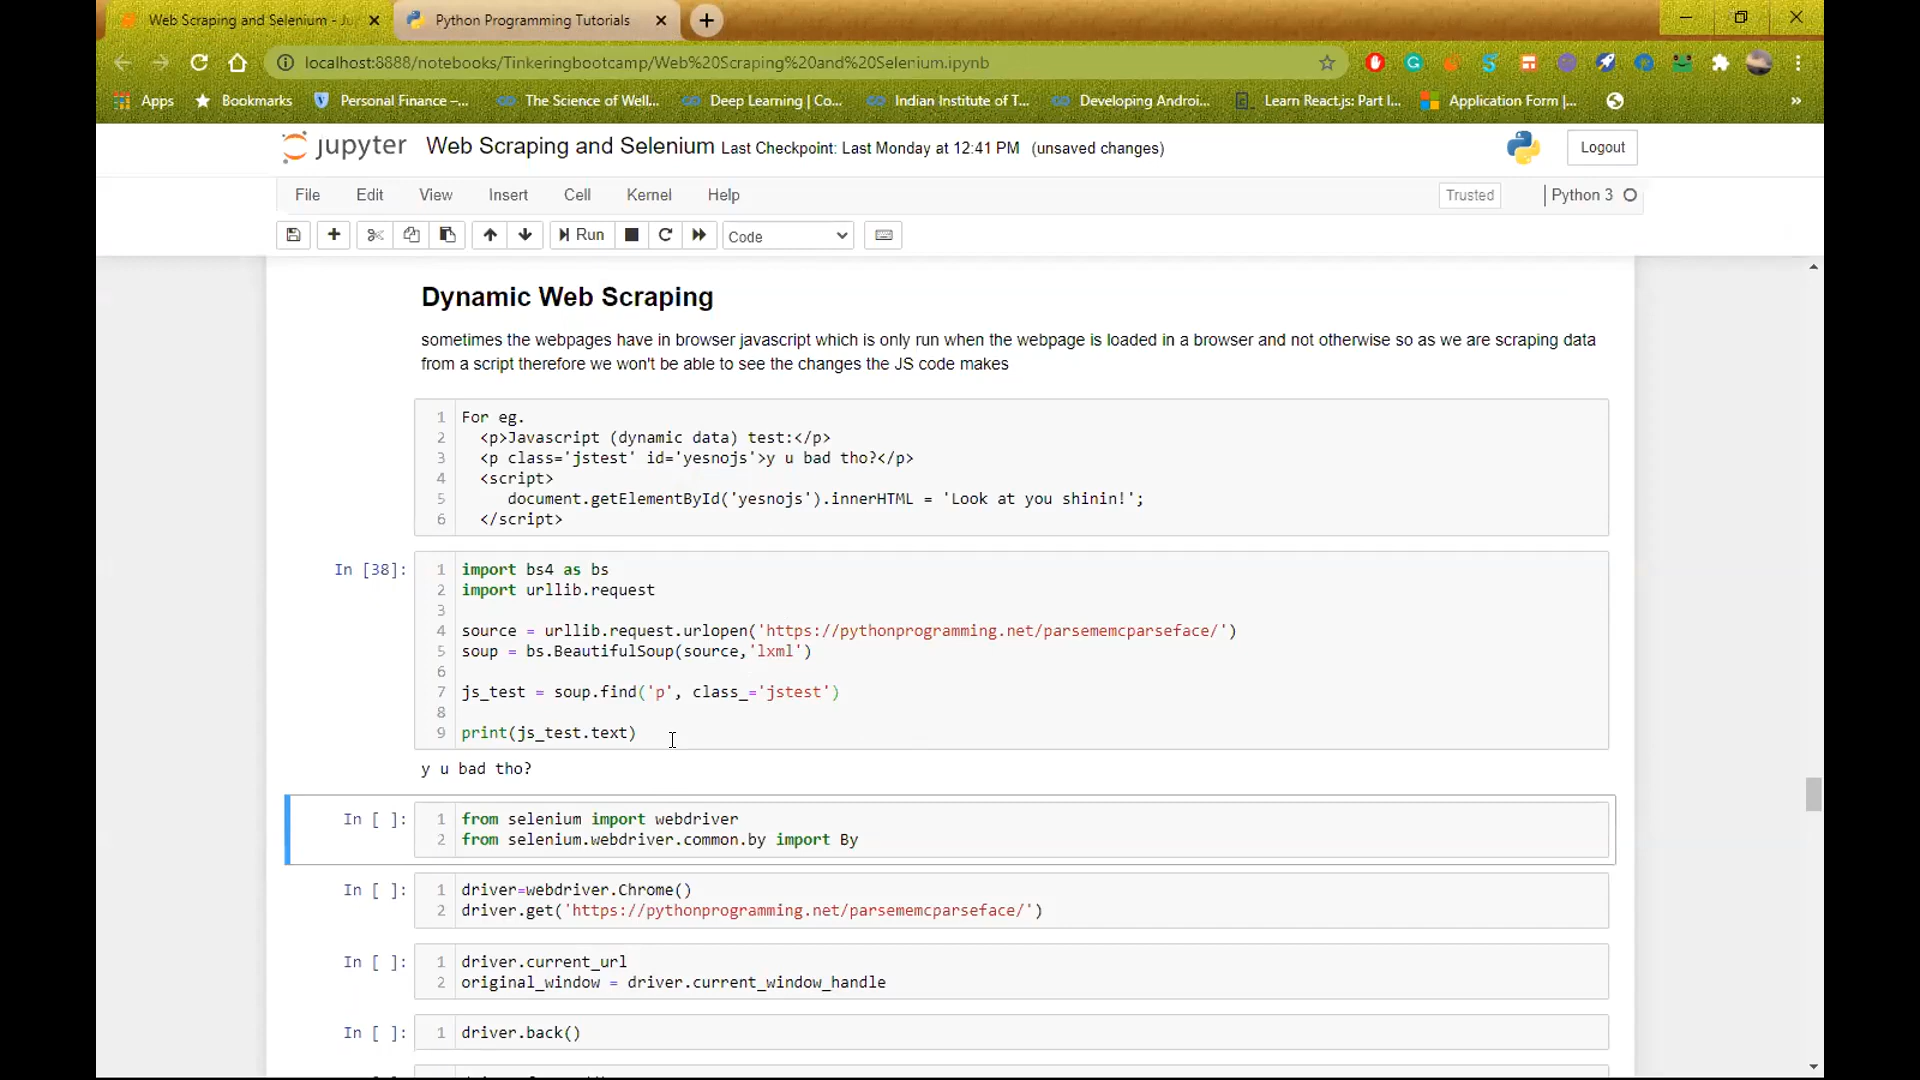 Web Scraping and Selenium - Ju
Python Programming Tutorials
localhost:8888/notebooks/Tinkeringbootcamp/Web%20Scraping%20and%20Selenium.ipynb
Apps
Bookmarks
Personal Finance –...
The Science of Well...
Deep Learning | Co...
Indian Institute of T...
Developing Androi...
Learn React.js: Part I...
Application Form |...
»
jupyter
Web Scraping and Selenium Last Checkpoint: Last Monday at 12:41 PM (unsaved changes)
Logout
File Edit View Insert Cell Kernel Help
Trusted
Python 3
Run
Code
Dynamic Web Scraping
sometimes the webpages have in browser javascript which is only run when the webpage is loaded in a browser and not otherwise so as we are scraping data
from a script therefore we won't be able to see the changes the JS code makes
1 For eg.
2 <p>Javascript (dynamic data) test:</p>
3 <p class='jstest' id='yesnojs'>y u bad tho?</p>
4 <script>
5 document.getElementById('yesnojs').innerHTML = 'Look at you shinin!';
6 </script>
In [38]:
1 import bs4 as bs
2 import urllib.request
3
4 source = urllib.request.urlopen('https://pythonprogramming.net/parsememcparseface/')
5 soup = bs.BeautifulSoup(source,'lxml')
6
7 js_test = soup.find('p', class_='jstest')
8
9 print(js_test.text)
y u bad tho?
In [ ]:
1 from selenium import webdriver
2 from selenium.webdriver.common.by import By
In [ ]:
1 driver=webdriver.Chrome()
2 driver.get('https://pythonprogramming.net/parsememcparseface/')
In [ ]:
1 driver.current_url
2 original_window = driver.current_window_handle
In [ ]:
1 driver.back()